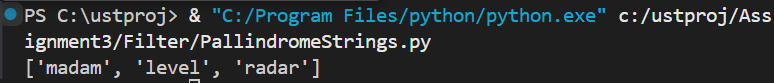 PS C:\ustproj> & "C:/Program Files/python/python.exe" c:/ustproj/Ass
ignment3/Filter/PallindromeStrings.py
['madam', 'level', 'radar']